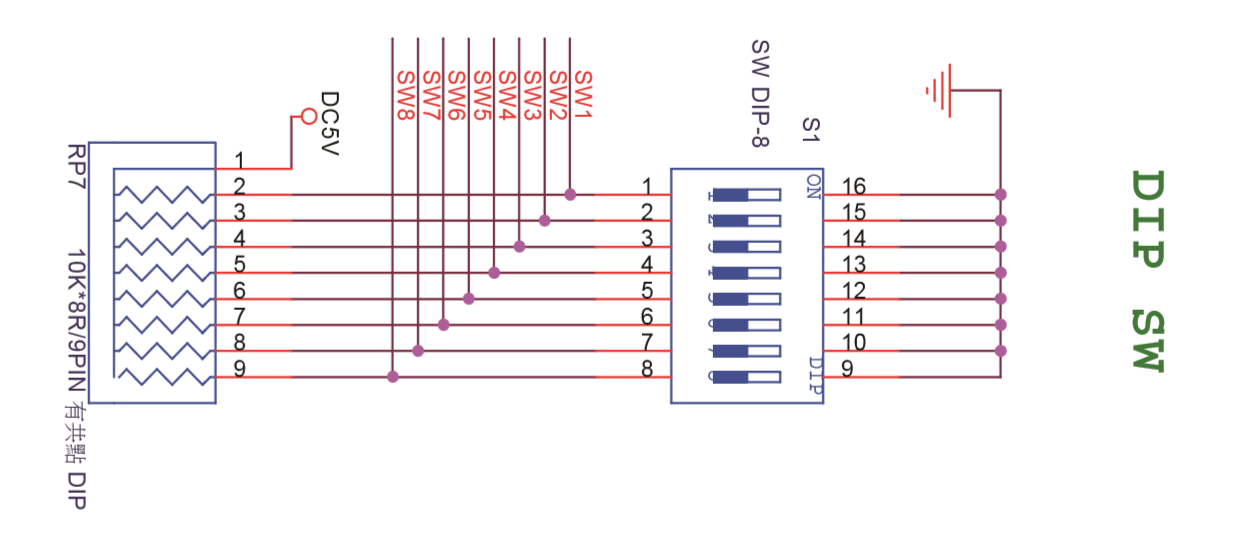 DIP SW
SW DIP-8
S1
SW8
SW7
SW6
SW5
SW4
SW3
SW2
SW1
DC5V
RP7
10K*8R/9PIN 有共點 DIP
1
2
3
4
5
6
7
8
9
1
2
3
4
5
6
7
8
ON
DIP
16
15
14
13
12
11
10
9